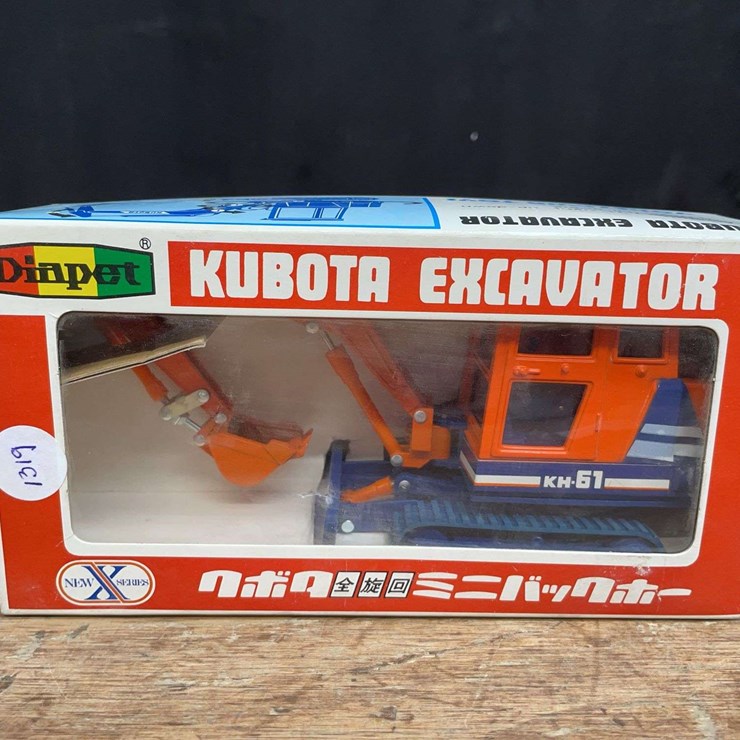 KUBOTA EXCAVATOR
Diapet ®
KUBOTA EXCAVATOR
KH-61
1319
NEW X SERIES
クボタ全旋回ミニバックホー